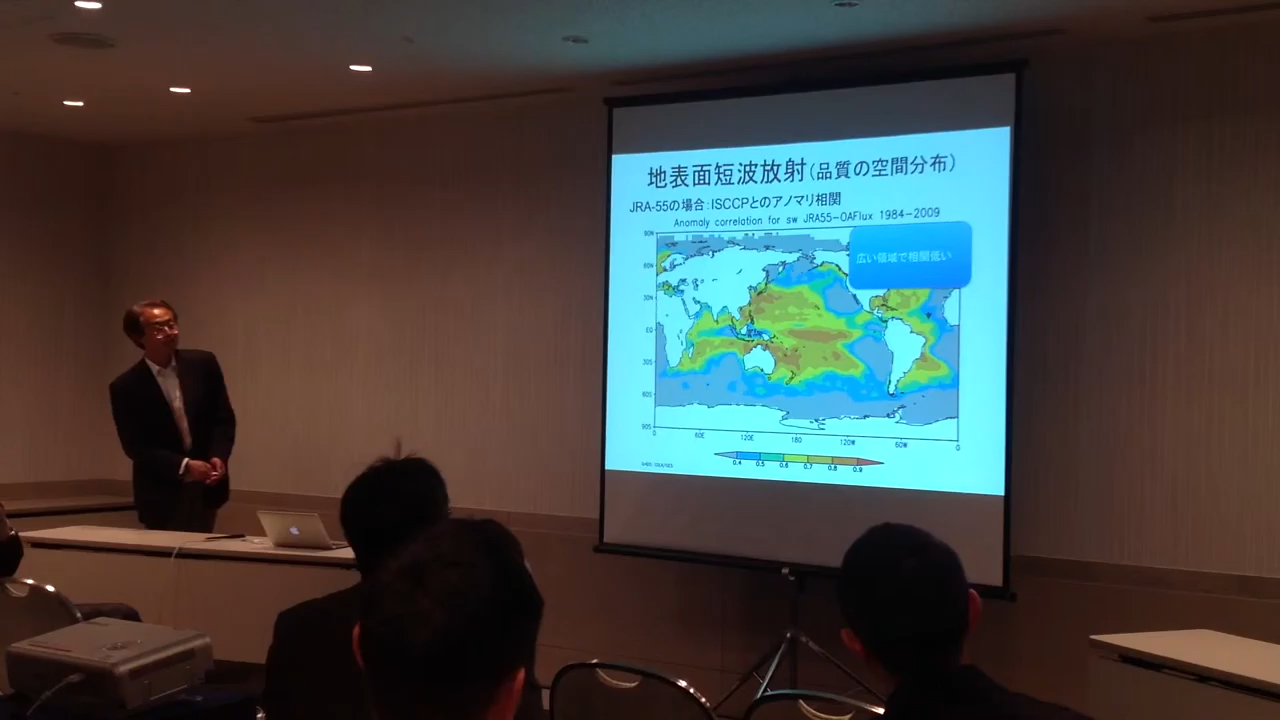 地表面短波放射(品質の空間分布)
JRA-55の場合:ISCCPとのアノマリ相関
Anomaly correlation for sw JRA55-OAFlux 1984-2009
広い領域で相関低い
90N
60N
30N
EQ
30S
60S
90S
0 60E 120E 180 120W 60W 0
0.4 0.5 0.6 0.7 0.8 0.9